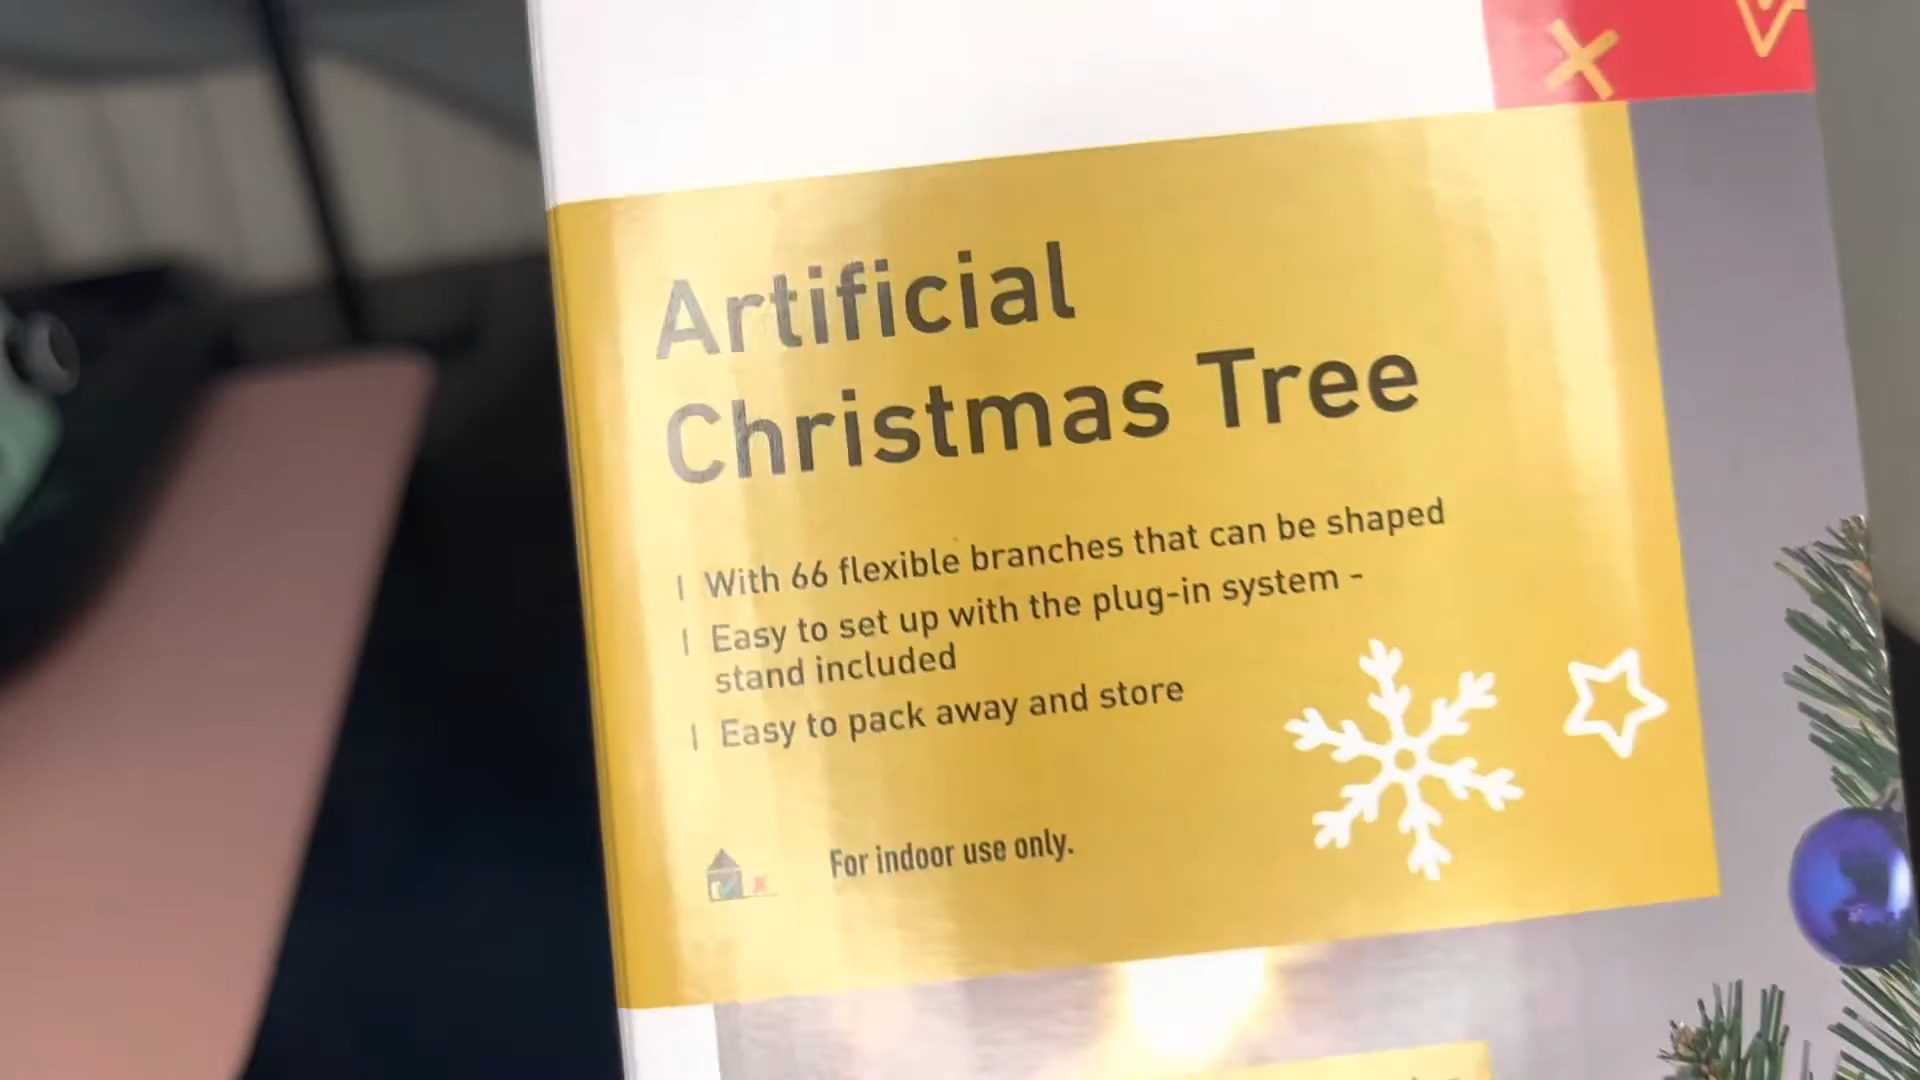 Artificial
Christmas Tree
| With 66 flexible branches that can be shaped
| Easy to set up with the plug-in system -
stand included
| Easy to pack away and store
For indoor use only.